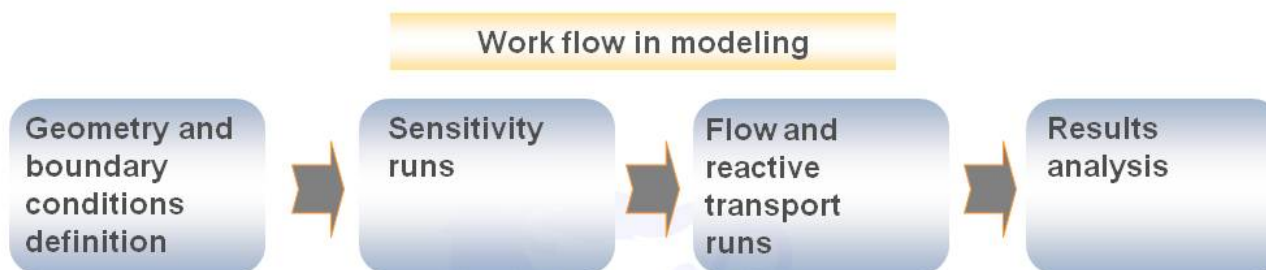 Work flow in modeling
Geometry and
boundary
conditions
definition
Sensitivity
runs
Flow and
reactive
transport
runs
Results
analysis